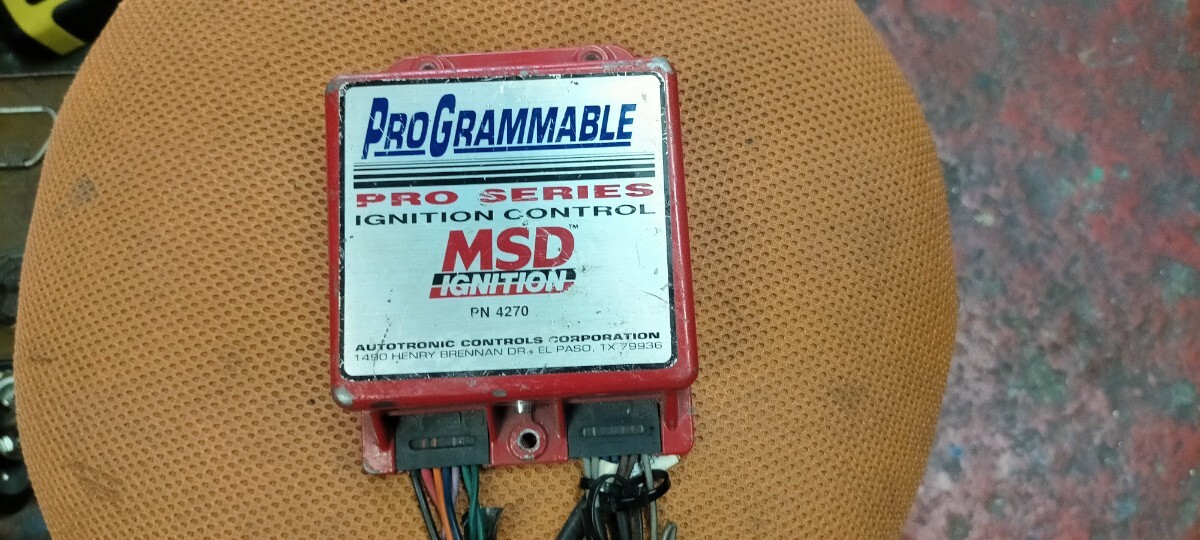 PROGRAMMABLE
PRO SERIES
IGNITION CONTROL
MSD™
IGNITION
PN 4270
AUTOTRONIC CONTROLS CORPORATION
1490 HENRY BRENNAN DR., EL PASO, TX 79936